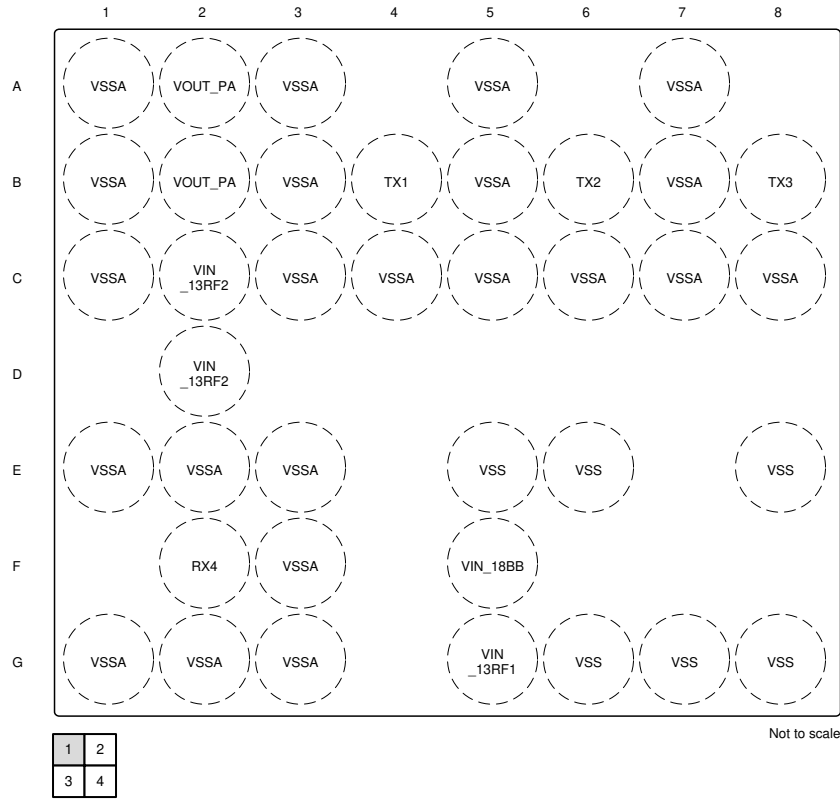 1 2 3 4 5 6 7 8
A VSSA VOUT_PA VSSA VSSA VSSA
B VSSA VOUT_PA VSSA TX1 VSSA TX2 VSSA TX3
C VSSA VIN
_13RF2 VSSA VSSA VSSA VSSA VSSA VSSA
D VIN
_13RF2
E VSSA VSSA VSSA VSS VSS VSS
F RX4 VSSA VIN_18BB
G VSSA VSSA VSSA VIN
_13RF1 VSS VSS VSS
Not to scale
1 2
3 4